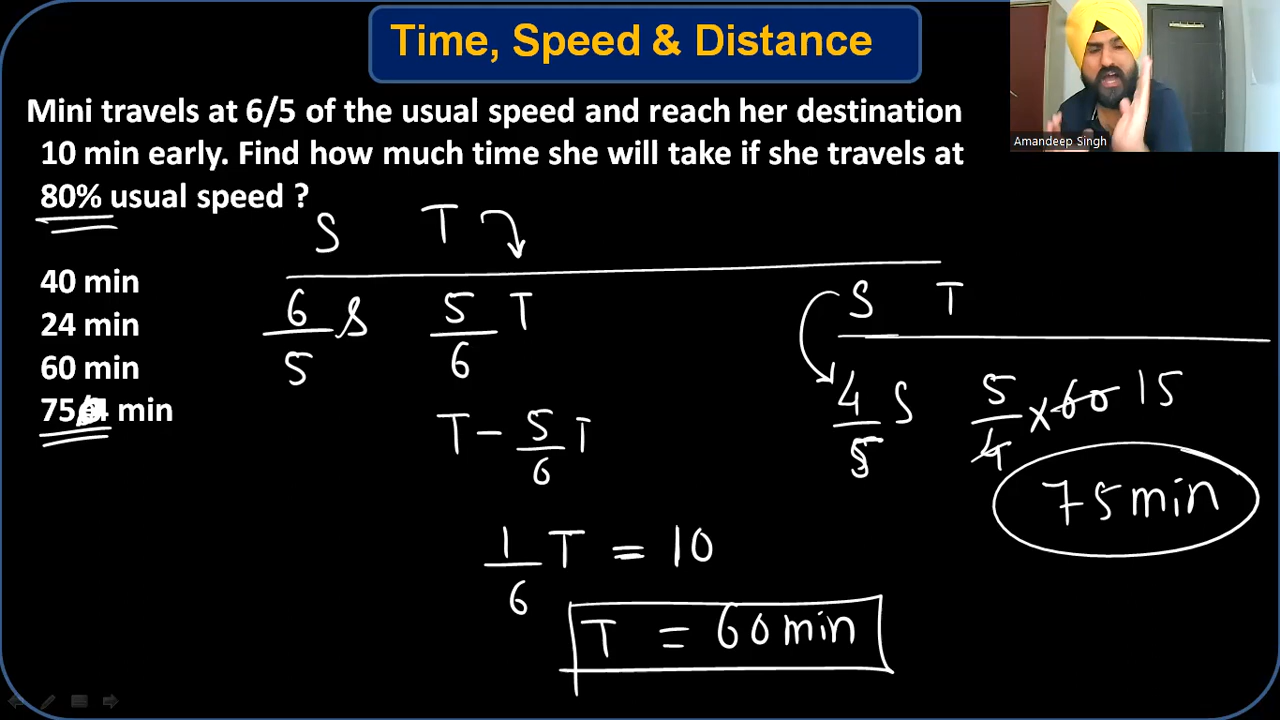 Time, Speed & Distance
Amandeep Singh
Mini travels at 6/5 of the usual speed and reach her destination
10 min early. Find how much time she will take if she travels at
80% usual speed ?
40 min
24 min
60 min
75 min
S T
6/5 S 5/6 T
T - 5/6 T
1/6 T = 10
T = 60 min
S T
4/5 S 5/4 × 60 15
75 min